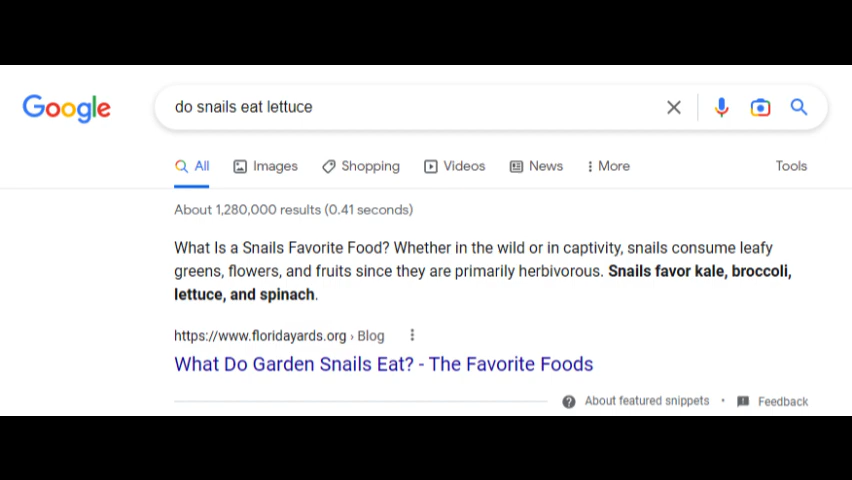 Google
do snails eat lettuce
All Images Shopping Videos News More Tools
About 1,280,000 results (0.41 seconds)
What Is a Snails Favorite Food? Whether in the wild or in captivity, snails consume leafy
greens, flowers, and fruits since they are primarily herbivorous. Snails favor kale, broccoli,
lettuce, and spinach.
https://www.floridayards.org › Blog
What Do Garden Snails Eat? - The Favorite Foods
About featured snippets • Feedback